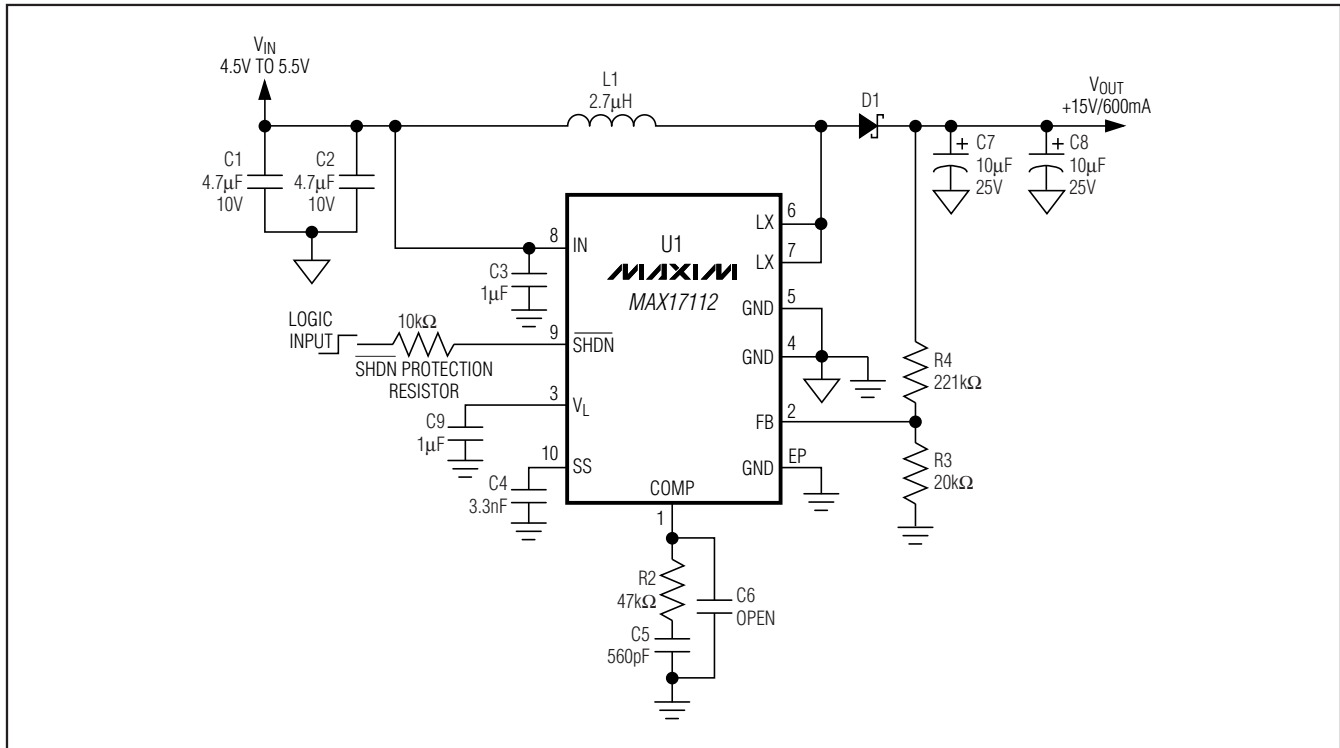 VIN
4.5V TO 5.5V
L1
2.7µH
D1
VOUT
+15V/600mA
C1
4.7µF
10V
C2
4.7µF
10V
+
C7
10µF
25V
+
C8
10µF
25V
8
IN
C3
1µF
U1
MAXIM
MAX17112
LX
6
LX
7
GND
5
GND
4
LOGIC
INPUT
10kΩ
SHDN PROTECTION
RESISTOR
9
SHDN
3
VL
C9
1µF
10
SS
C4
3.3nF
FB
2
GND
EP
R4
221kΩ
R3
20kΩ
COMP
1
R2
47kΩ
C5
560pF
C6
OPEN